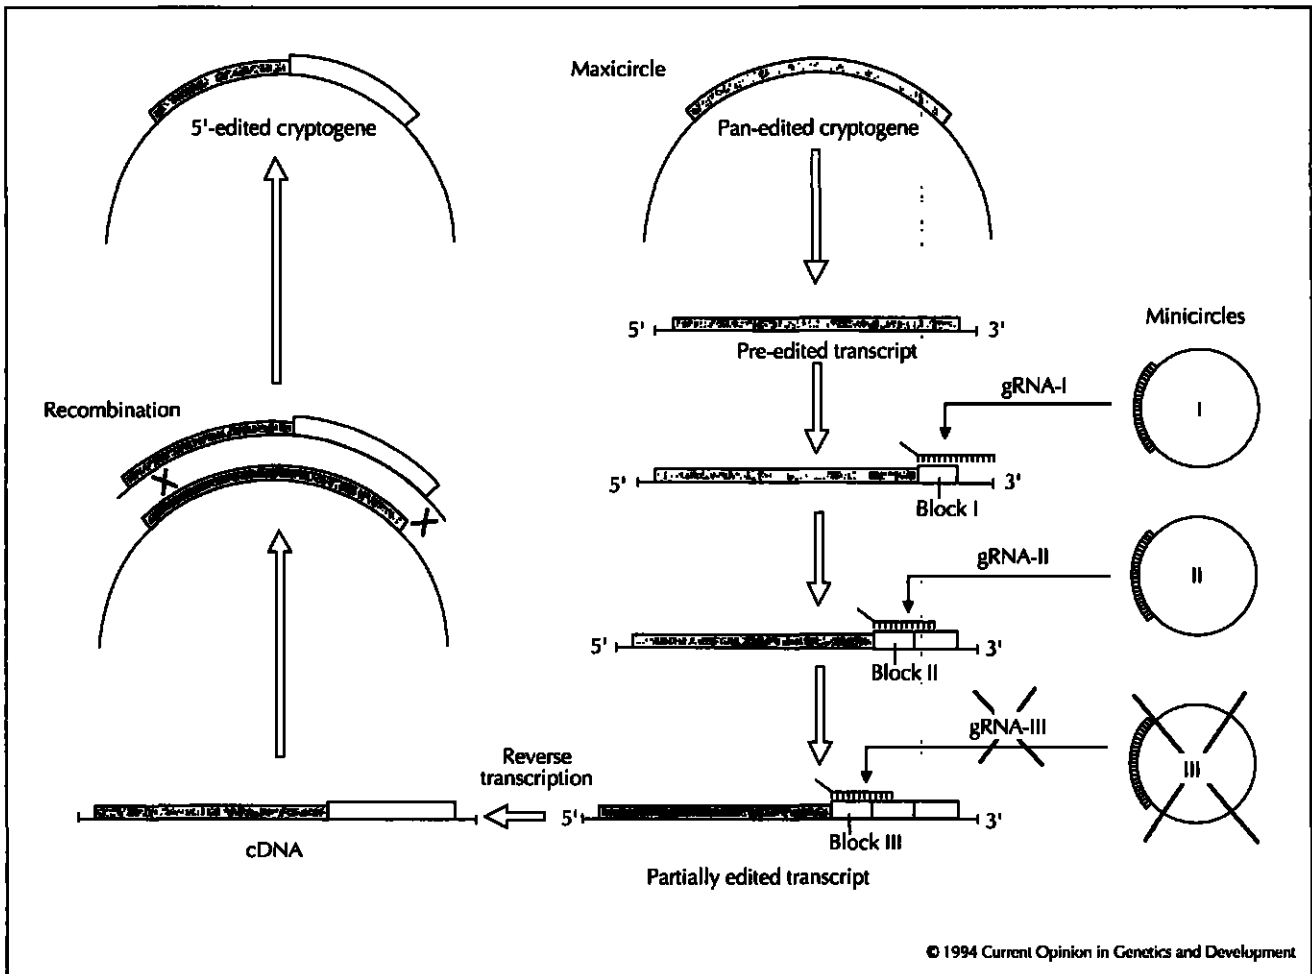 Maxicircle
5'-edited cryptogene
Pan-edited cryptogene
5'
3'
Pre-edited transcript
Minicircles
gRNA-I
I
Recombination
5'
3'
Block I
gRNA-II
II
5'
3'
Block II
gRNA-III
III
Reverse
transcription
5'
3'
cDNA
Block III
Partially edited transcript
© 1994 Current Opinion in Genetics and Development